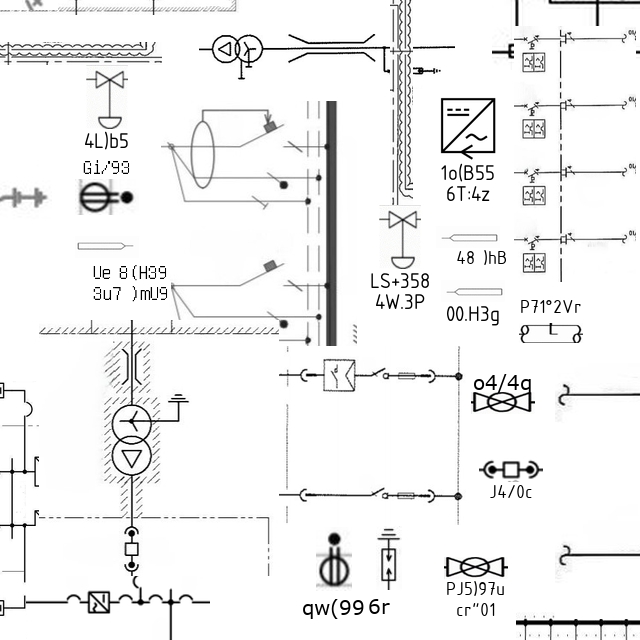 4L)b5
Gi/'93
1o(B55
6T:4z
Ue 8(H39
3u7 )mU9
48 )hB
LS+358
4W.3P
00.H3g
P71°2Vr
L
o4/4q
J4/0c
qw(99 6r
PJ5)97u
cr"01